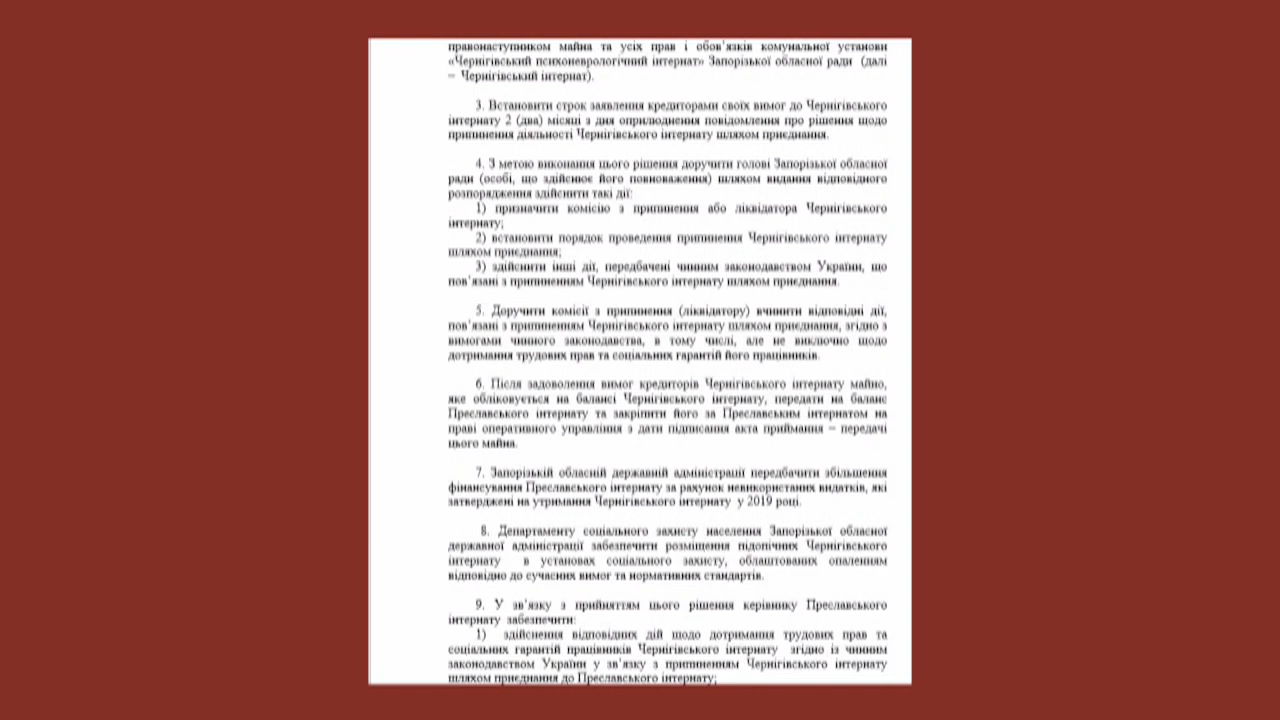 правонаступником майна та усіх прав і обов'язків комунальної установи
«Чернігівський психоневрологічний інтернат» Запорізької обласної ради (далі
– Чернігівський інтернат).
3. Встановити строк заявлення кредиторами своїх вимог до Чернігівського
інтернату 2 (два) місяці з дня оприлюднення повідомлення про рішення щодо
припинення діяльності Чернігівського інтернату шляхом приєднання.
4. З метою виконання цього рішення доручити голові Запорізької обласної
ради (особі, що здійснює його повноваження) шляхом видання відповідного
розпорядження здійснити такі дії:
1) призначити комісію з припинення або ліквідатора Чернігівського
інтернату;
2) встановити порядок проведення припинення Чернігівського інтернату
шляхом приєднання;
3) здійснити інші дії, передбачені чинним законодавством України, що
пов'язані з припиненням Чернігівського інтернату шляхом приєднання.
5. Доручити комісії з припинення (ліквідатору) вчинити відповідні дії,
пов'язані з припиненням Чернігівського інтернату шляхом приєднання, згідно з
вимогами чинного законодавства, в тому числі, але не виключно щодо
дотримання трудових прав та соціальних гарантій його працівників.
6. Після задоволення вимог кредиторів Чернігівського інтернату майно,
яке обліковується на балансі Чернігівського інтернату, передати на баланс
Преславського інтернату та закріпити його за Преславським інтернатом на
праві оперативного управління з дати підписання акта приймання – передачі
цього майна.
7. Запорізькій обласній державній адміністрації передбачити збільшення
фінансування Преславського інтернату за рахунок невикористаних видатків, які
затверджені на утримання Чернігівського інтернату у 2019 році.
8. Департаменту соціального захисту населення Запорізької обласної
державної адміністрації забезпечити розміщення підопічних Чернігівського
інтернату в установах соціального захисту, облаштованих опаленням
відповідно до сучасних вимог та нормативних стандартів.
9. У зв'язку з прийняттям цього рішення керівнику Преславського
інтернату забезпечити:
1) здійснення відповідних дій щодо дотримання трудових прав та
соціальних гарантій працівників Чернігівського інтернату згідно із чинним
законодавством України у зв'язку з припиненням Чернігівського інтернату
шляхом приєднання до Преславського інтернату;